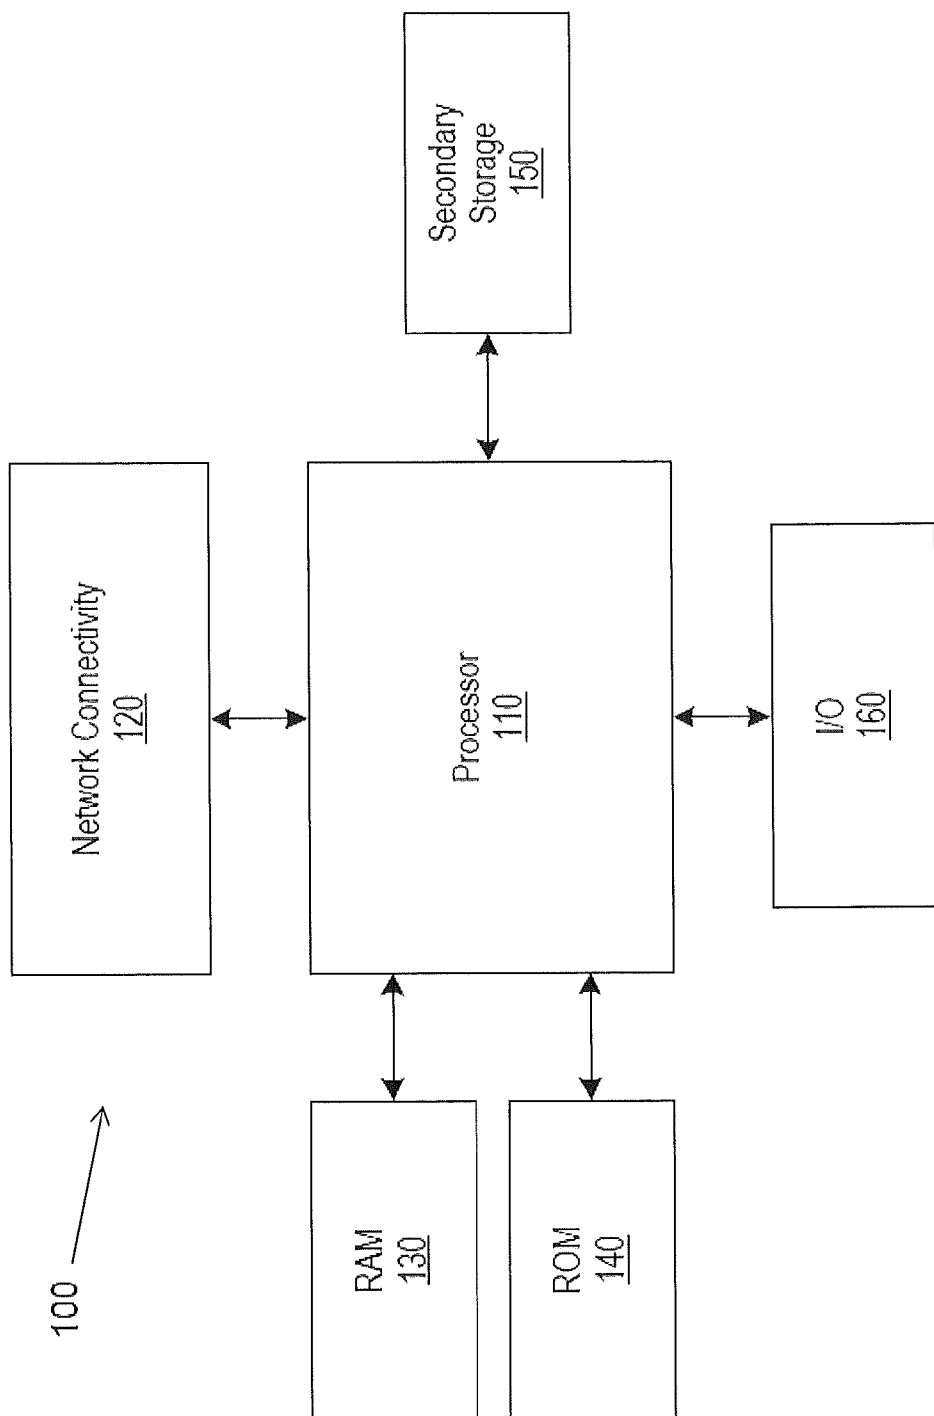 100
Network Connectivity
120
RAM
130
ROM
140
Processor
110
Secondary
Storage
150
I/O
160